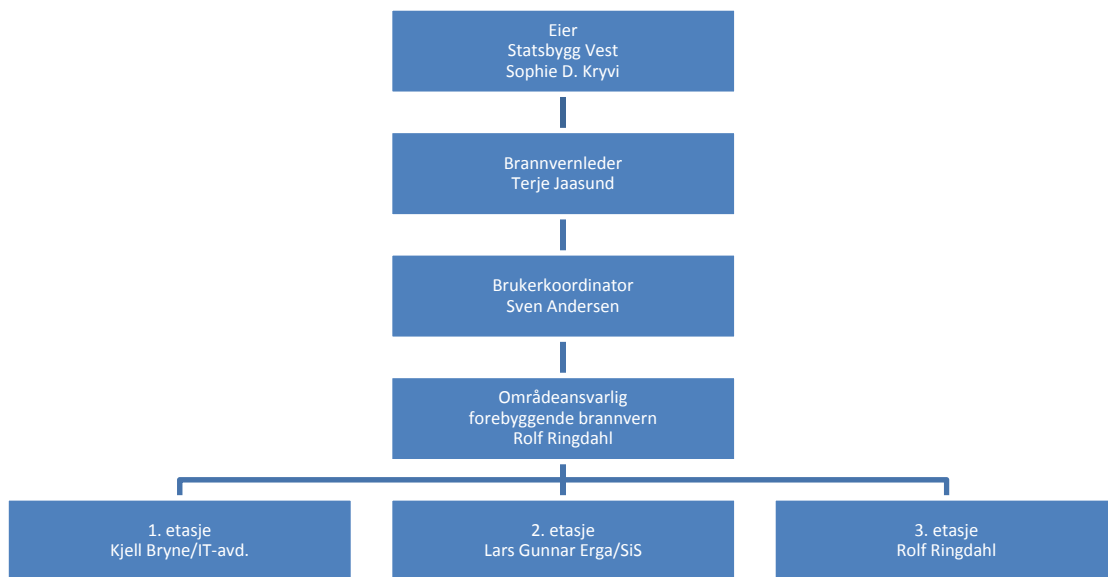 Eier
Statsbygg Vest
Sophie D. Kryvi
Brannvernleder
Terje Jaasund
Brukerkoordinator
Sven Andersen
Områdeansvarlig
forebyggende brannvern
Rolf Ringdahl
1. etasje
Kjell Bryne/IT-avd.
2. etasje
Lars Gunnar Erga/SiS
3. etasje
Rolf Ringdahl